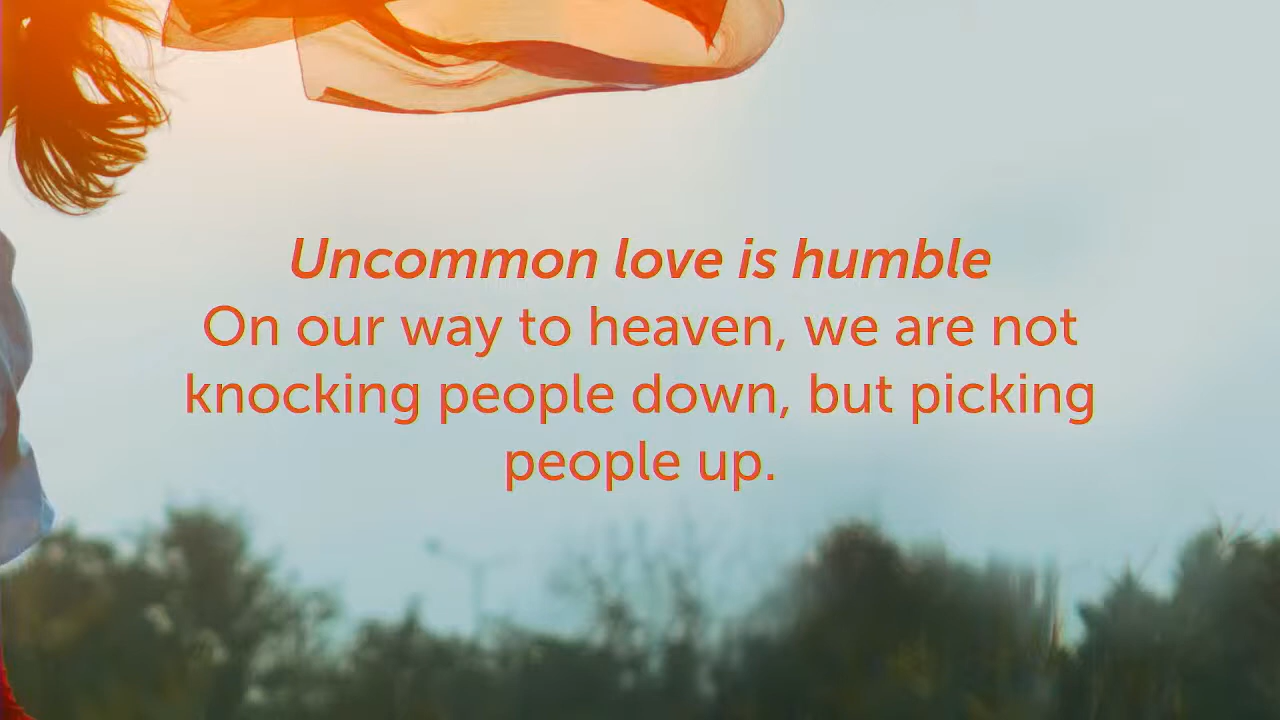 Uncommon love is humble
On our way to heaven, we are not
knocking people down, but picking
people up.